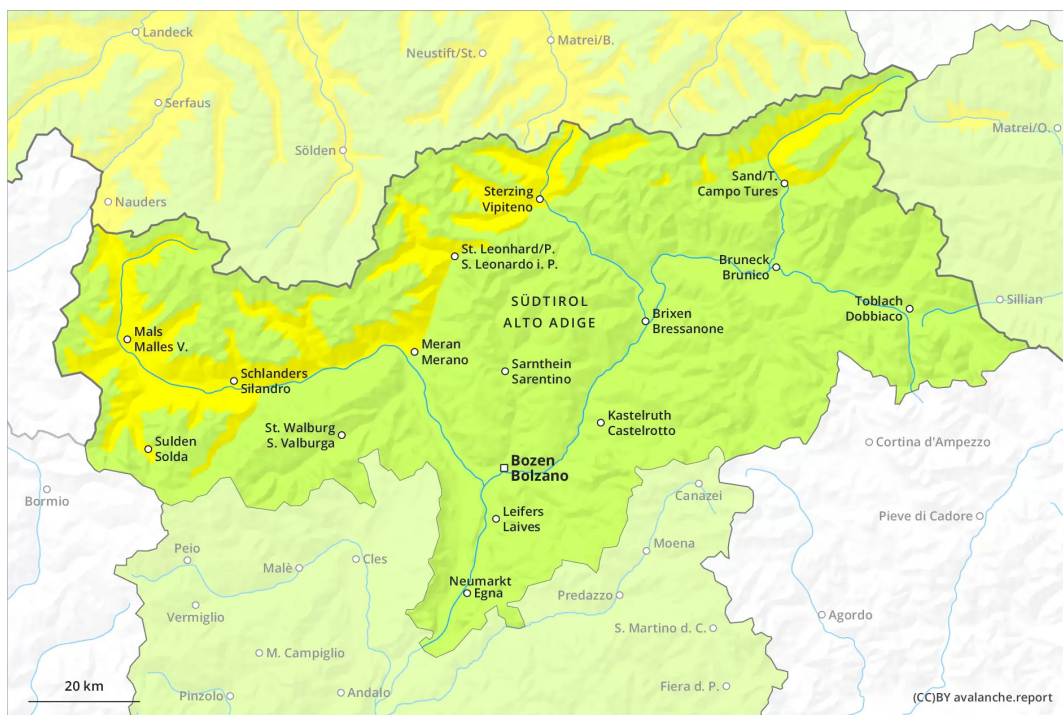 Landeck
Matrei/B.
Neustift/St.
Serfaus
Matrei/O.
Sölden
Sand/T.
Campo Tures
Sterzing
Vipiteno
Nauders
St. Leonhard/P.
S. Leonardo i. P.
Bruneck
Brunico
SÜDTIROL
ALTO ADIGE
Toblach
Dobbiaco
Sillian
Brixen
Bressanone
Mals
Malles V.
Meran
Merano
Sarnthein
Sarentino
Schlanders
Silandro
Kastelruth
Castelrotto
St. Walburg
S. Valburga
Sulden
Solda
Cortina d'Ampezzo
Bozen
Bolzano
Bormio
Canazei
Leifers
Laives
Pieve di Cadore
Peio
Cles
Moena
Malè
Neumarkt
Egna
Predazzo
Vermiglio
Agordo
S. Martino d. C.
M. Campiglio
20 km
Pinzolo
Andalo
Fiera d. P.
(CC)BY avalanche.report